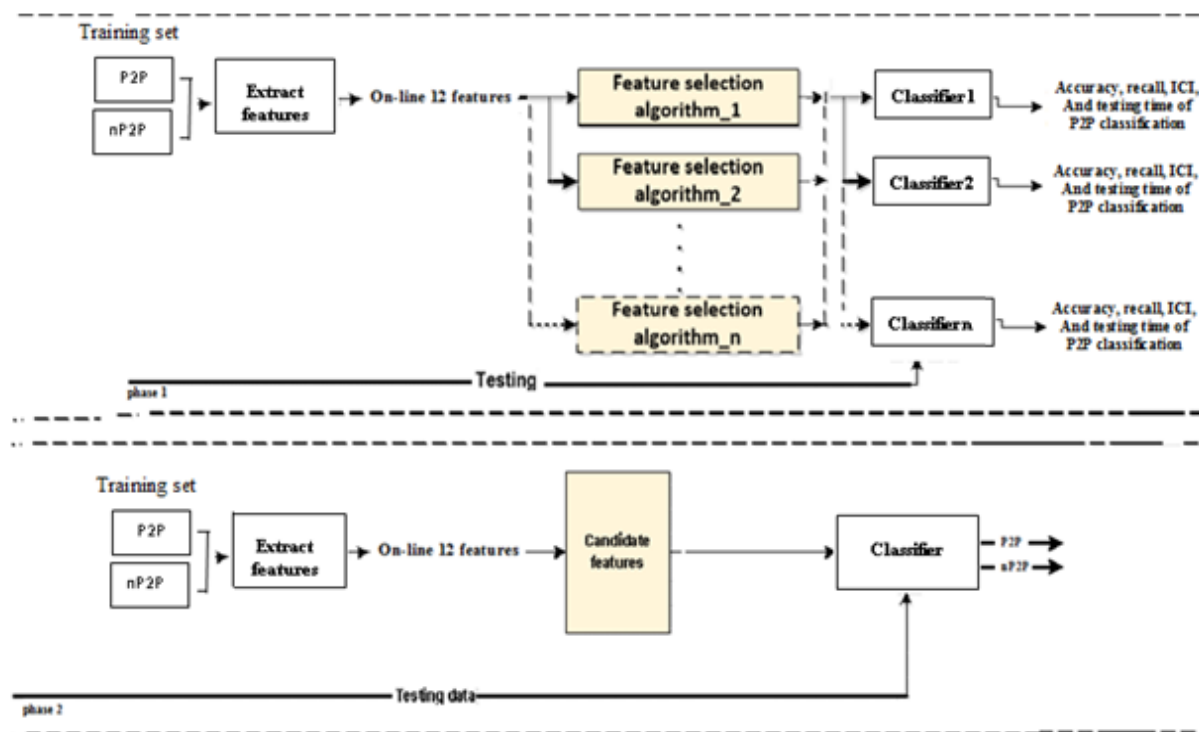 Training set
P2P
nP2P
Extract
features
On-line 12 features
Feature selection
algorithm_1
Feature selection
algorithm_2
Feature selection
algorithm_n
Classifier1
Classifier2
Classifiern
Accuracy, recall, ICI,
And testing time of
P2P classification
Accuracy, recall, ICI,
And testing time of
P2P classification
Accuracy, recall, ICI,
And testing time of
P2P classification
Testing
phase 1
Training set
P2P
nP2P
Extract
features
On-line 12 features
Candidate
features
Classifier
P2P
nP2P
Testing data
phase 2